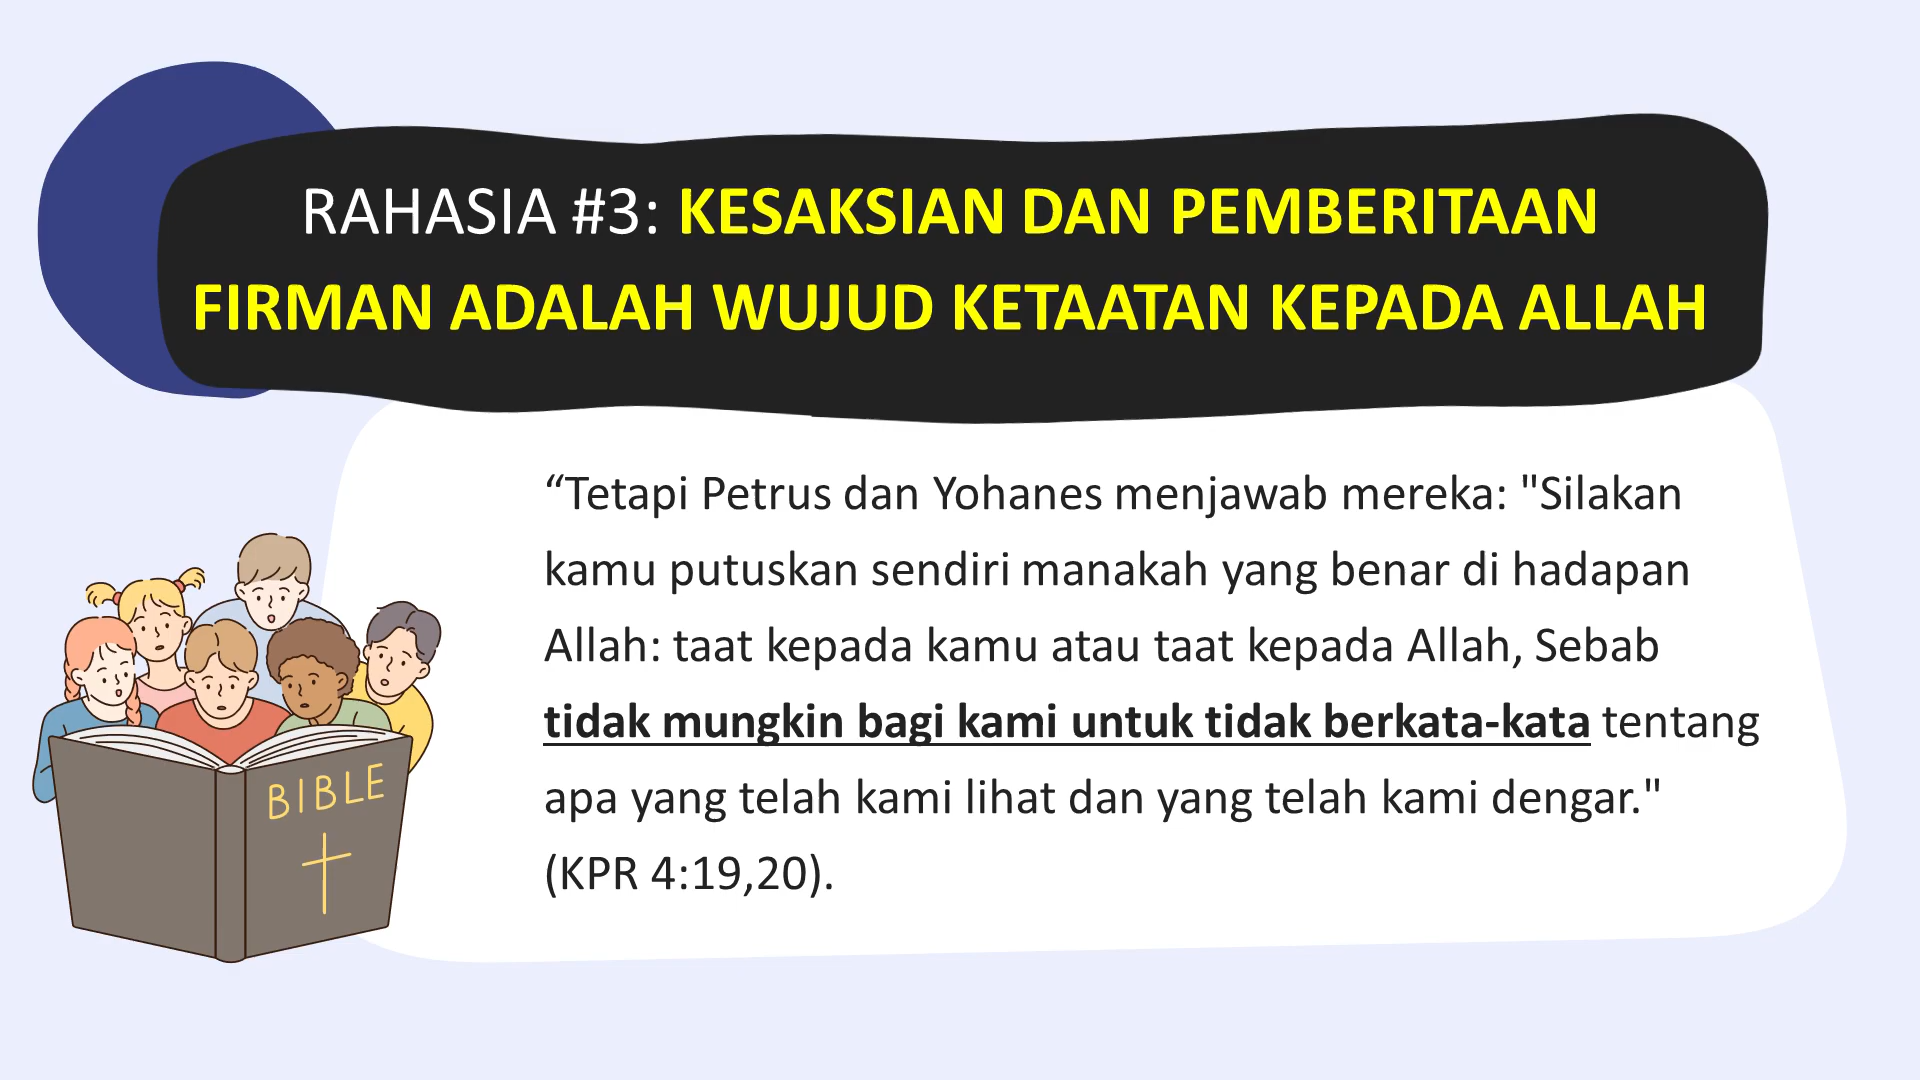 RAHASIA #3: KESAKSIAN DAN PEMBERITAAN
FIRMAN ADALAH WUJUD KETAATAN KEPADA ALLAH
“Tetapi Petrus dan Yohanes menjawab mereka: "Silakan
kamu putuskan sendiri manakah yang benar di hadapan
Allah: taat kepada kamu atau taat kepada Allah, Sebab
tidak mungkin bagi kami untuk tidak berkata-kata tentang
apa yang telah kami lihat dan yang telah kami dengar."
(KPR 4:19,20).
BIBLE